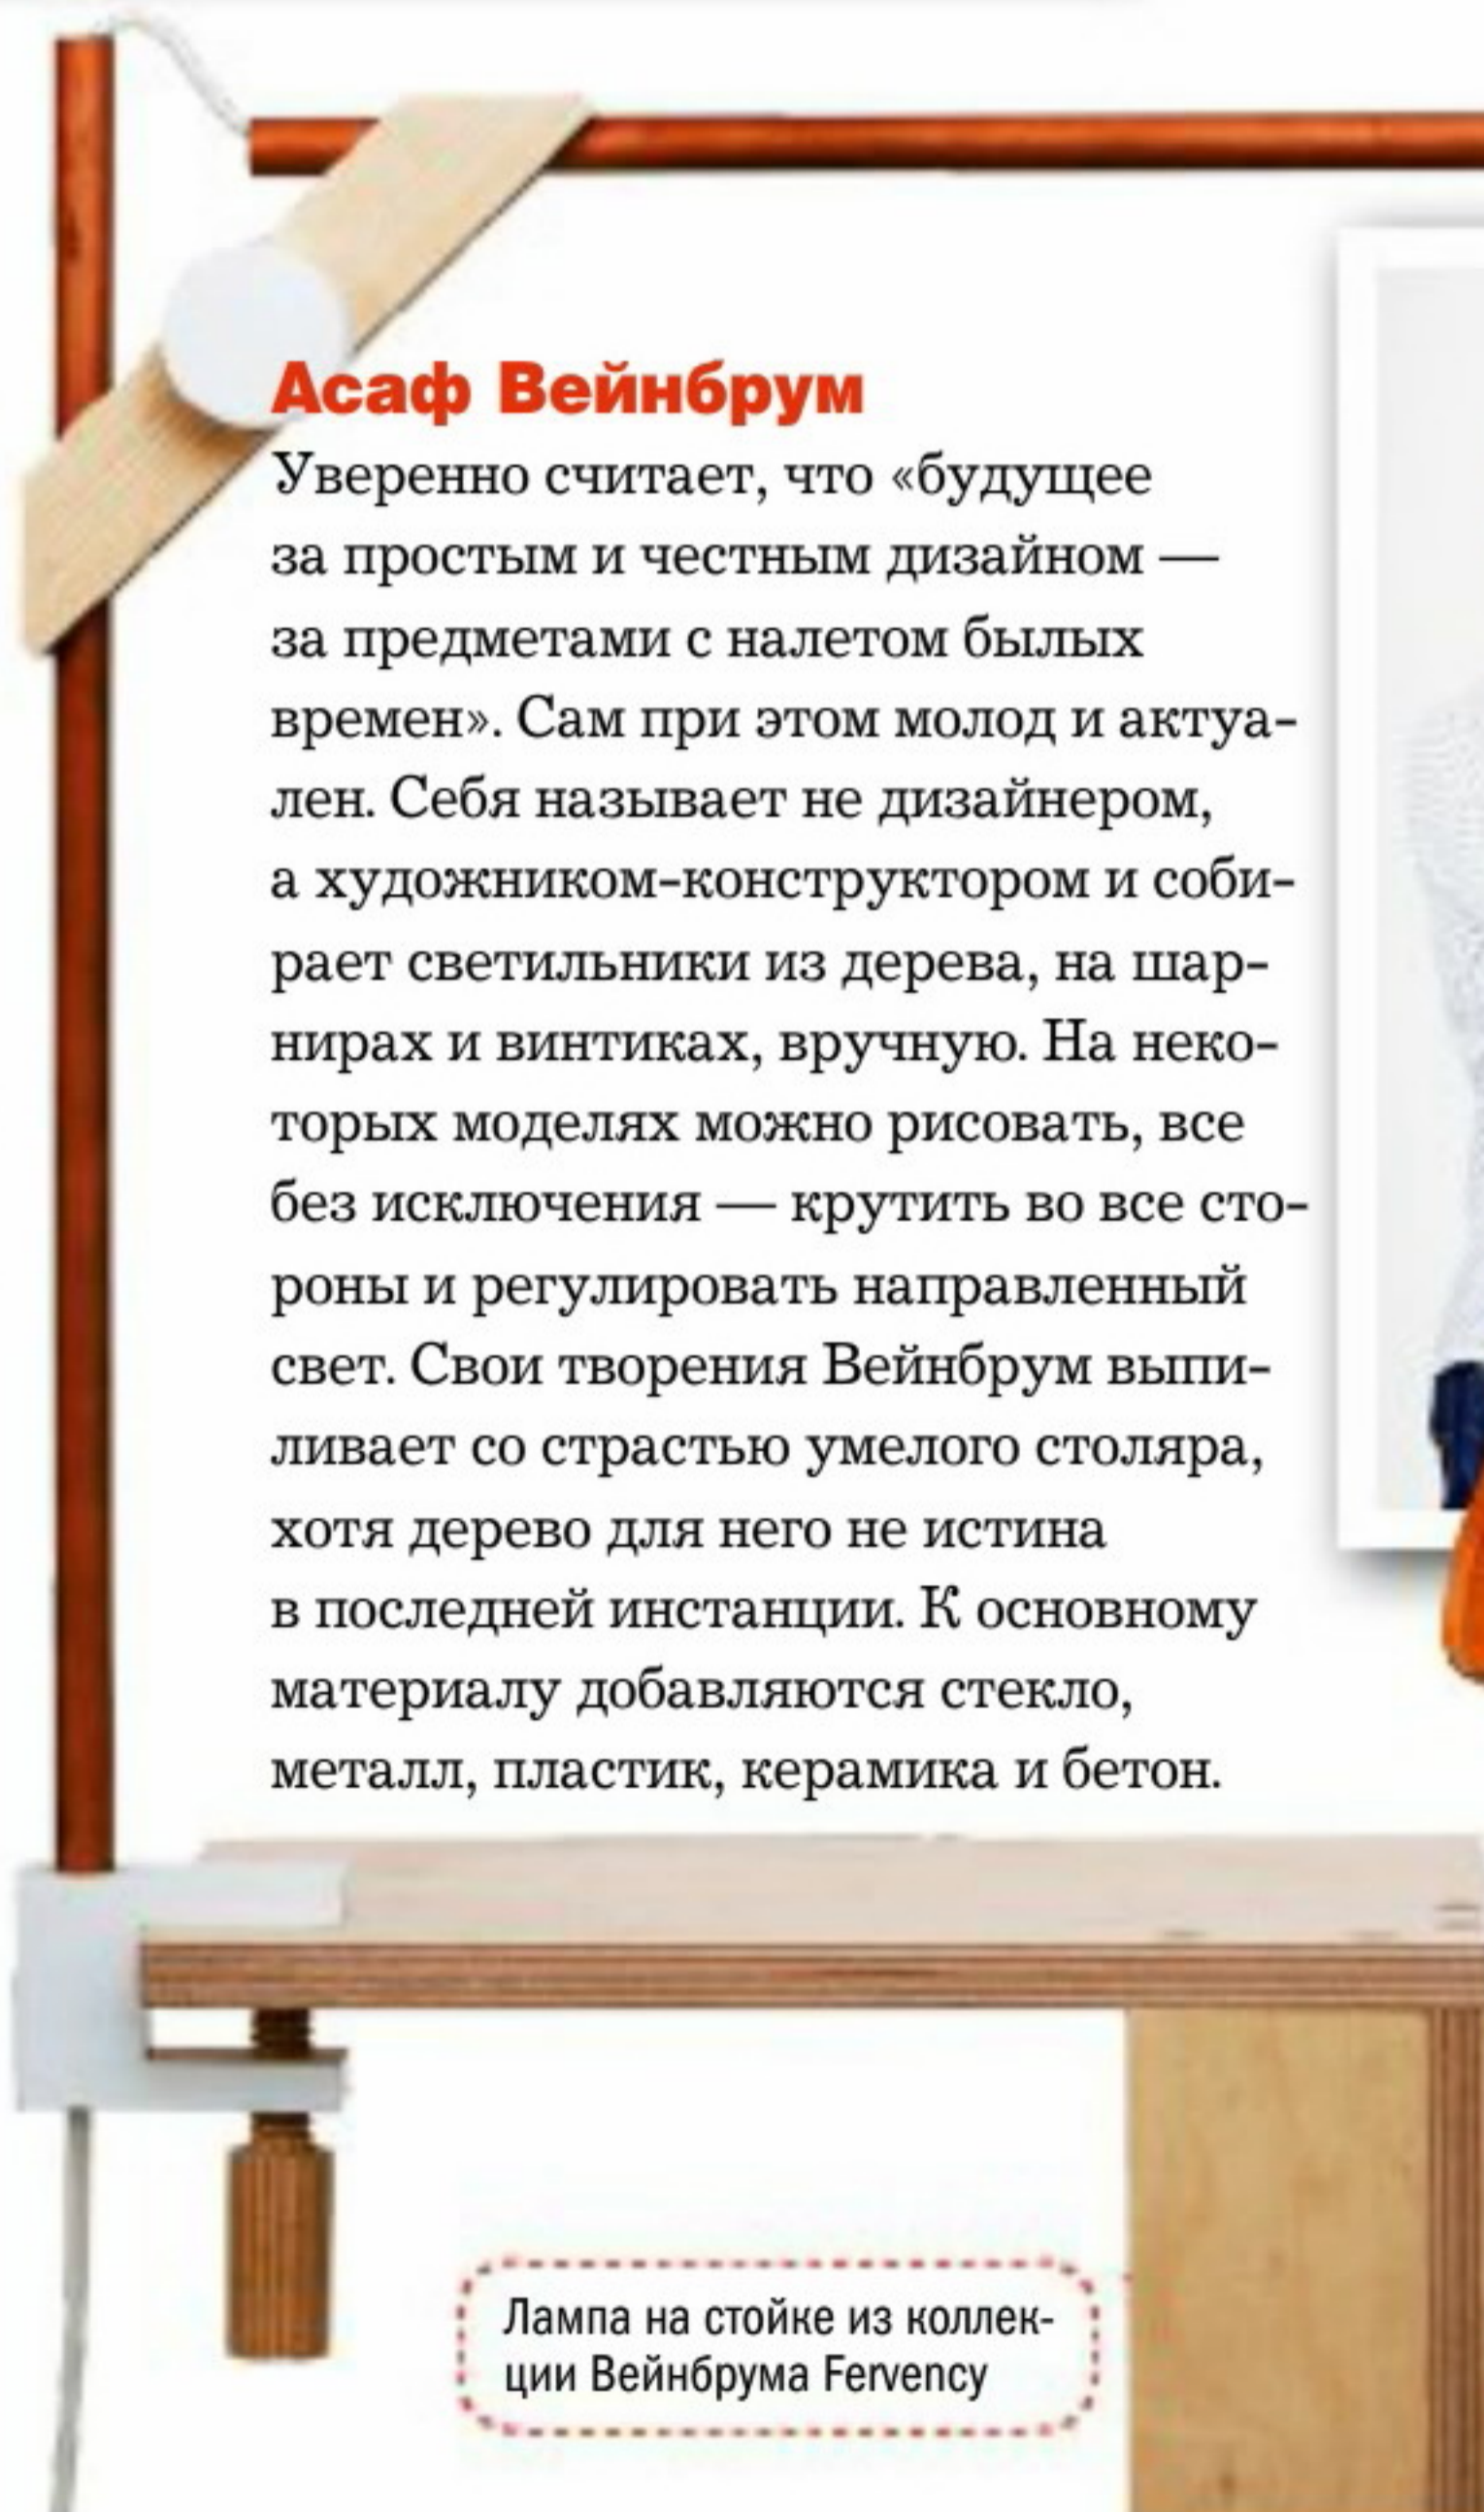 Асаф Вейнбрум
Уверенно считает, что «будущее
за простым и честным дизайном —
за предметами с налетом былых
времен». Сам при этом молод и актуа-
лен. Себя называет не дизайнером,
а художником-конструктором и соби-
рает светильники из дерева, на шар-
нирах и винтиках, вручную. На неко-
торых моделях можно рисовать, все
без исключения — крутить во все сто-
роны и регулировать направленный
свет. Свои творения Вейнбрум выпи-
ливает со страстью умелого столяра,
хотя дерево для него не истина
в последней инстанции. К основному
материалу добавляются стекло,
металл, пластик, керамика и бетон.
Лампа на стойке из коллек-
ции Вейнбрума Fervency